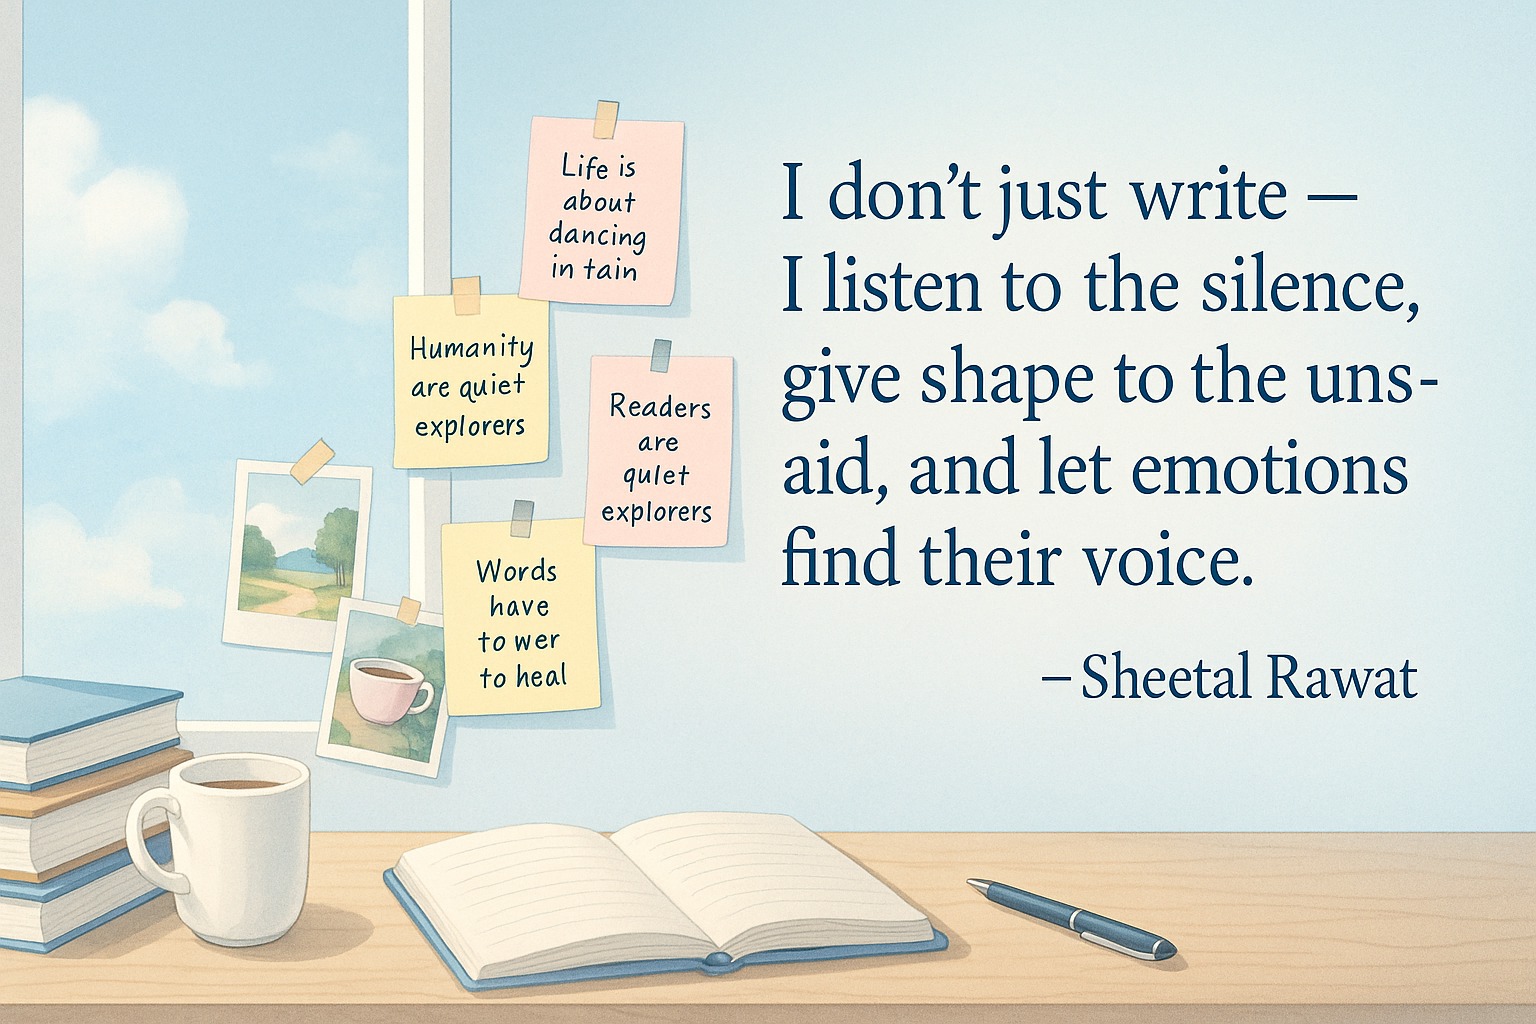 Life is
about
dancing
in tain
Humanity
are quiet
explorers
Readers
are
qulet
explorers
Words
have
to wer
to heal
I don't just write —
I listen to the silence,
give shape to the uns-
aid, and let emotions
find their voice.
– Sheetal Rawat